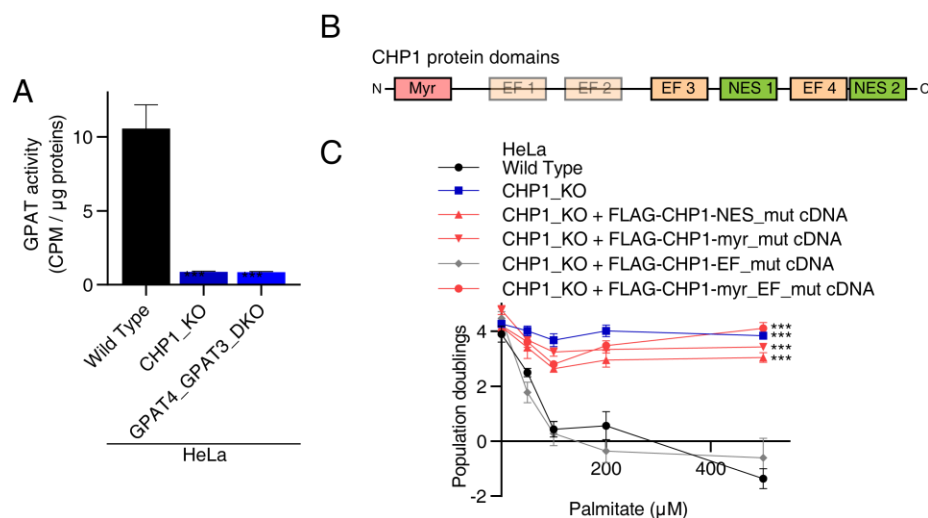 A
GPAT activity
(CPM / µg proteins)
10
5
0
***
***
Wild Type
CHP1_KO
GPAT4_GPAT3_DKO
HeLa
B
CHP1 protein domains
N Myr EF 1 EF 2 EF 3 NES 1 EF 4 NES 2 C
C
HeLa
Wild Type
CHP1_KO
CHP1_KO + FLAG-CHP1-NES_mut cDNA
CHP1_KO + FLAG-CHP1-myr_mut cDNA
CHP1_KO + FLAG-CHP1-EF_mut cDNA
CHP1_KO + FLAG-CHP1-myr_EF_mut cDNA
Population doublings
4
2
0
-2
200
400
***
***
***
***
Palmitate (µM)